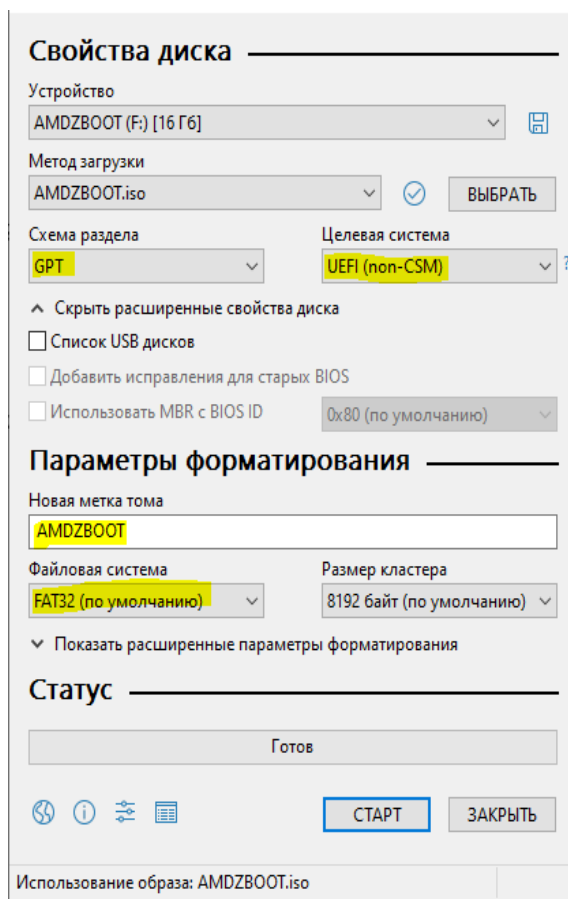 Свойства диска
Устройство
AMDZBOOT (F:) [16 Гб]
Метод загрузки
AMDZBOOT.iso ВЫБРАТЬ
Схема раздела Целевая система
GPT UEFI (non-CSM) ?
Скрыть расширенные свойства диска
Список USB дисков
Добавить исправления для старых BIOS
Использовать MBR с BIOS ID 0x80 (по умолчанию)
Параметры форматирования
Новая метка тома
AMDZBOOT
Файловая система Размер кластера
FAT32 (по умолчанию) 8192 байт (по умолчанию)
Показать расширенные параметры форматирования
Статус
Готов
СТАРТ ЗАКРЫТЬ
Использование образа: AMDZBOOT.iso